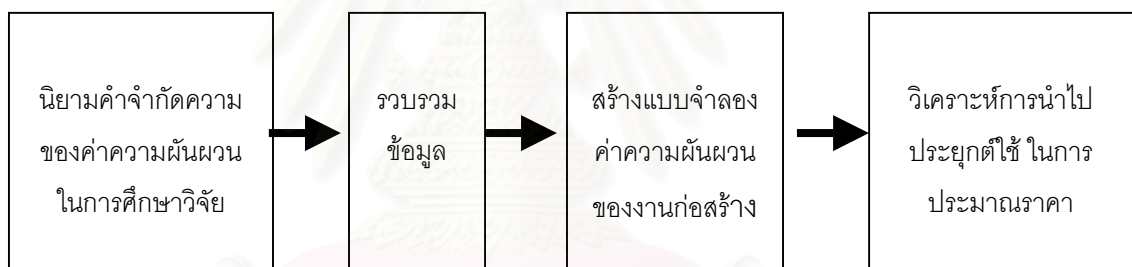 นิยามคำจำกัดความ
ของค่าความผันผวน
ในการศึกษาวิจัย
รวบรวม
ข้อมูล
สร้างแบบจำลอง
ค่าความผันผวน
ของงานก่อสร้าง
วิเคราะห์การนำไป
ประยุกต์ใช้ ในการ
ประมาณราคา